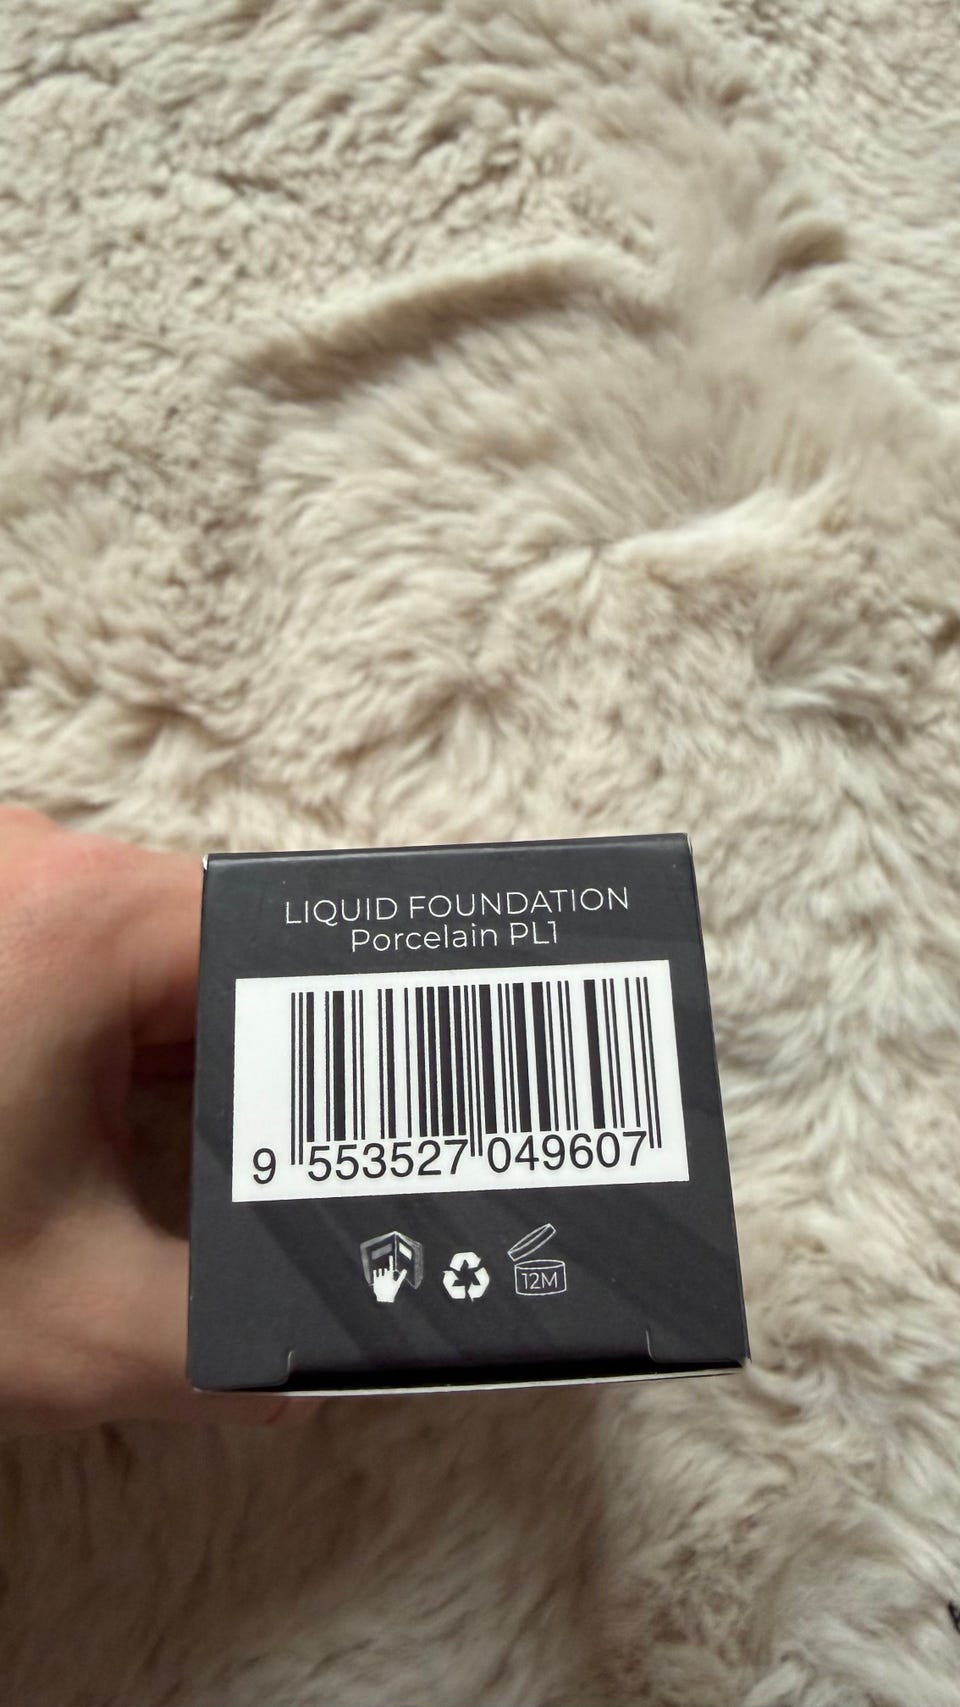 LIQUID FOUNDATION
Porcelain PL1
9 553527 049607
12M